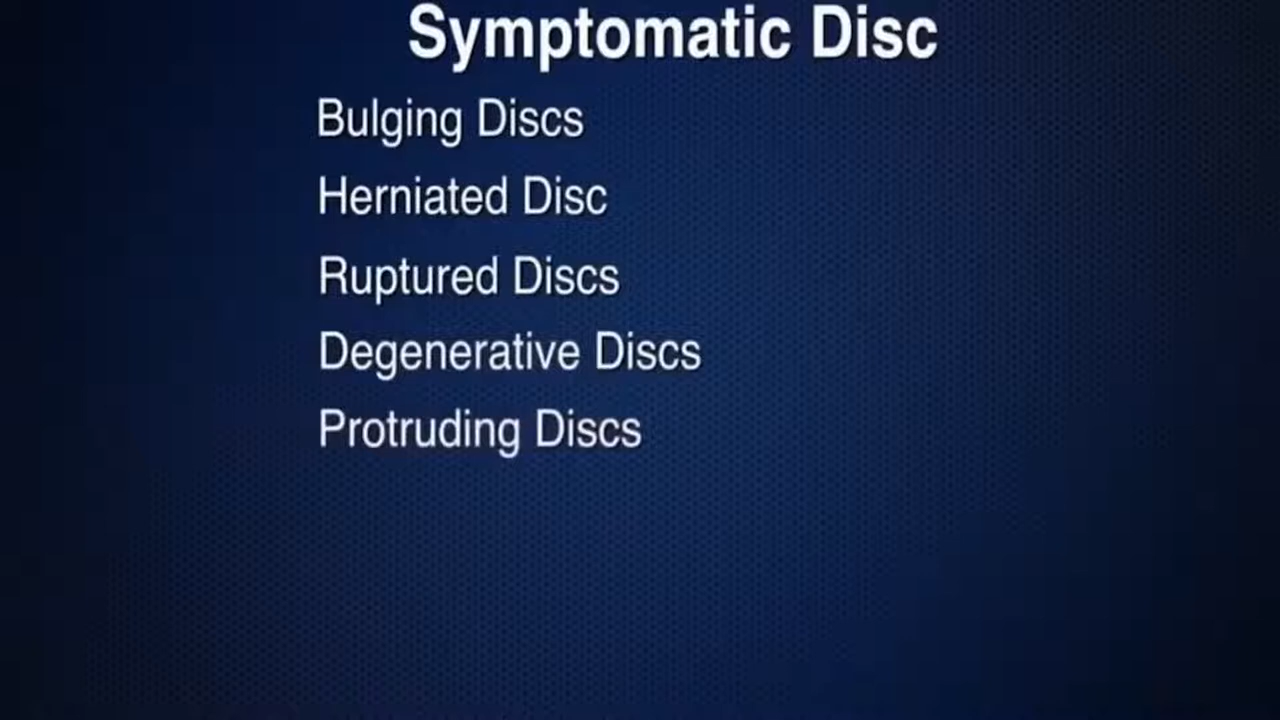 Symptomatic Disc
Bulging Discs
Herniated Disc
Ruptured Discs
Degenerative Discs
Protruding Discs